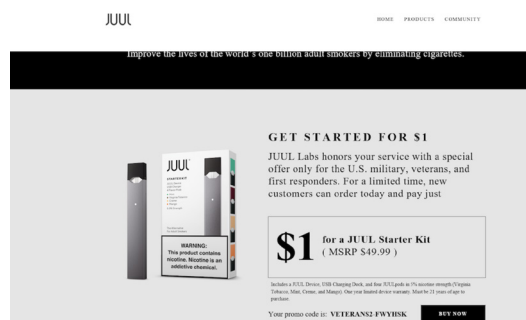 JUUL
HOME PRODUCTS COMMUNITY
Improve the lives of the world's one billion adult smokers by eliminating cigarettes.
GET STARTED FOR $1
JUUL Labs honors your service with a special
offer only for the U.S. military, veterans, and
first responders. For a limited time, new
customers can order today and pay just
JUUL
STARTER KIT
WARNING:
This product contains
nicotine. Nicotine is an
addictive chemical.
$1
for a JUUL Starter Kit
( MSRP $49.99 )
Includes a JUUL Device, USB Charging Dock, and four JUULpods in 5% nicotine strength (Virginia
Tobacco, Mint, Creme, and Mango). One year limited device warranty. Must be 21 years of age to
purchase.
Your promo code is: VETERANS2-FWYHSK
BUY NOW